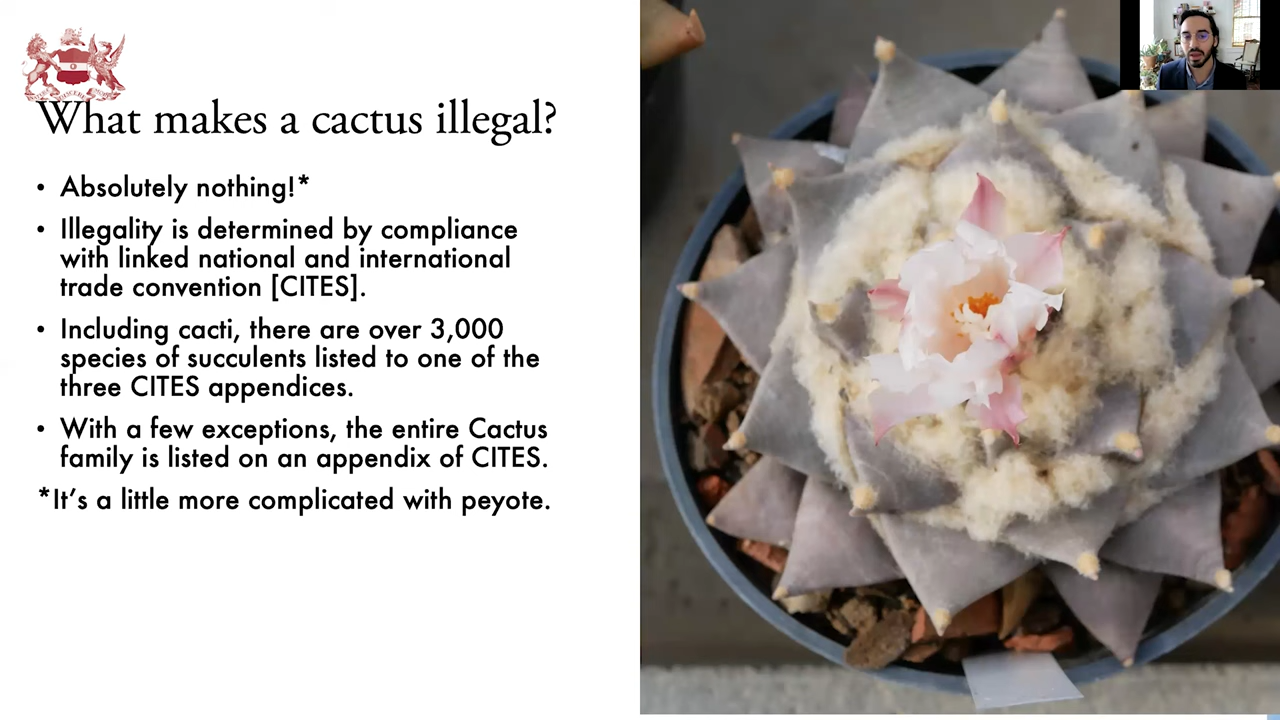 What makes a cactus illegal?
• Absolutely nothing!*
• Illegality is determined by compliance
with linked national and international
trade convention [CITES].
• Including cacti, there are over 3,000
species of succulents listed to one of the
three CITES appendices.
• With a few exceptions, the entire Cactus
family is listed on an appendix of CITES.
*It’s a little more complicated with peyote.